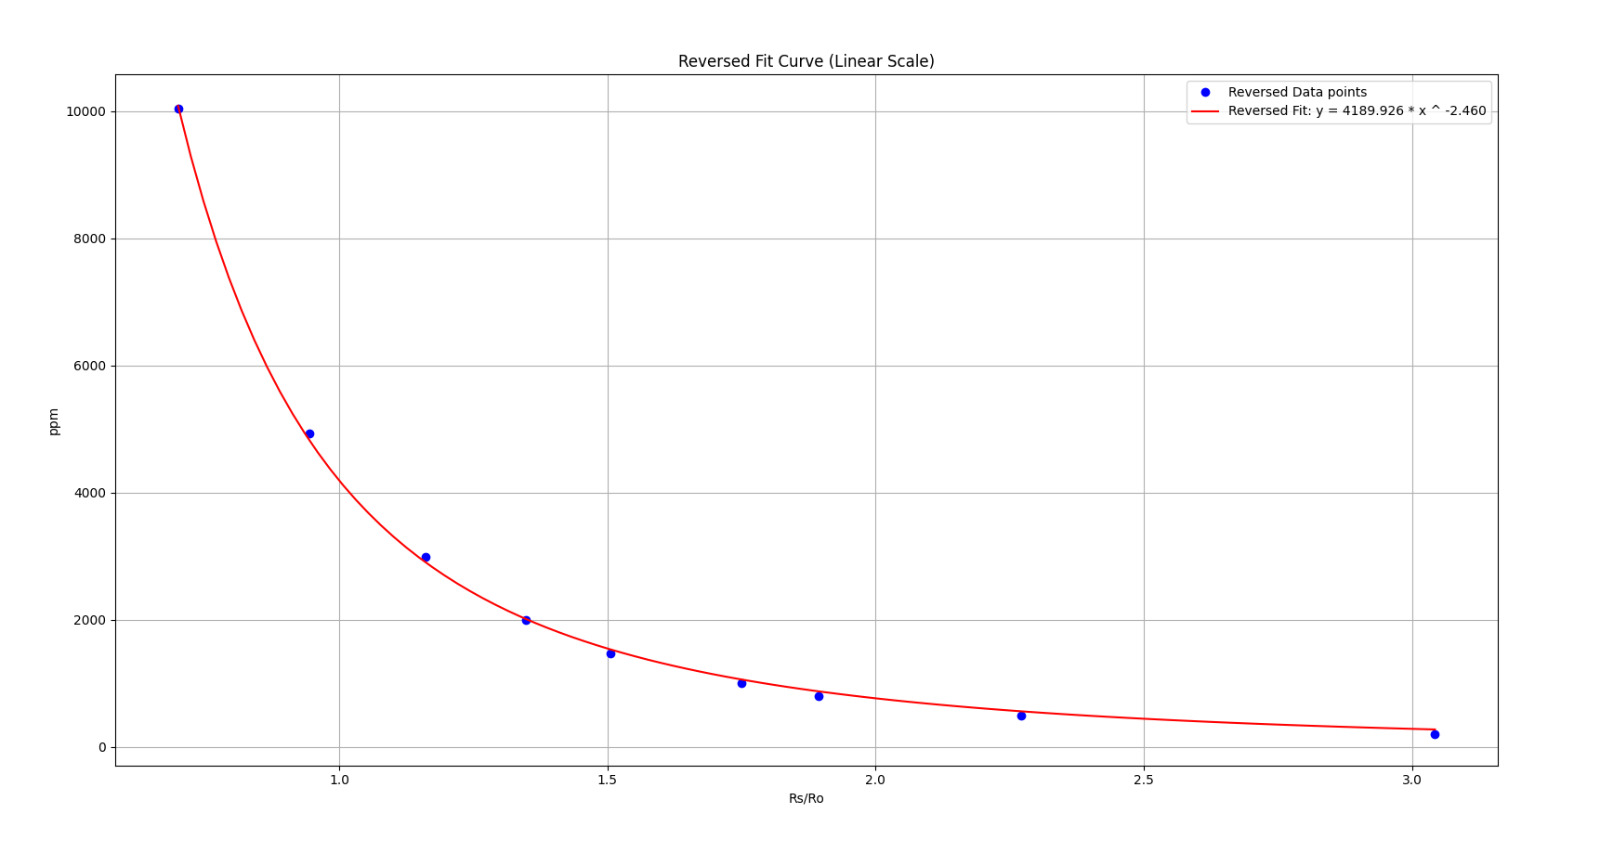 Reversed Fit Curve (Linear Scale)
Reversed Data points
Reversed Fit: y = 4189.926 * x ^ -2.460
10000
8000
6000
4000
2000
0
ppm
1.0 1.5 2.0 2.5 3.0
Rs/Ro